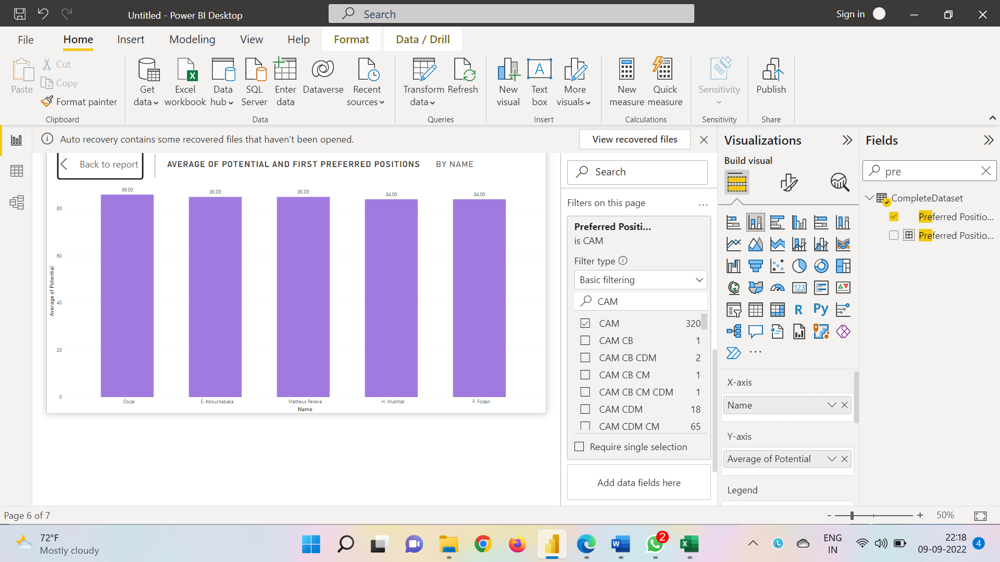 Untitled - Power BI Desktop
Search
Sign in
File
Home
Insert
Modeling
View
Help
Format
Data / Drill
Paste
Cut
Copy
Format painter
Clipboard
Get data
Excel workbook
Data hub
SQL Server
Enter data
Dataverse
Recent sources
Data
Transform data
Refresh
Queries
New visual
Text box
More visuals
Insert
New measure
Quick measure
Calculations
Sensitivity
Sensitivity
Publish
Share
Auto recovery contains some recovered files that haven't been opened.
View recovered files
Back to report
AVERAGE OF POTENTIAL AND FIRST PREFERRED POSITIONS
BY NAME
86.00
85.00
85.00
84.00
84.00
80
60
40
20
0
Average of Potential
Oscar
E. Abouchabaka
Matheus Pereira
H. Mukhtar
P. Foden
Name
Search
Filters on this page
...
Preferred Positi...
is CAM
Filter type
Basic filtering
CAM
CAM 320
CAM CB 1
CAM CB CDM 2
CAM CB CM 1
CAM CB CM CDM 1
CAM CDM 18
CAM CDM CM 65
Require single selection
Add data fields here
Visualizations
Build visual
123
R
Py
...
X-axis
Name
Y-axis
Average of Potential
Legend
Fields
pre
CompleteDataset
Preferred Positio...
Preferred Positio...
Page 6 of 7
- + 50%
72°F
Mostly cloudy
2
L
ENG
IN
22:18
09-09-2022
4